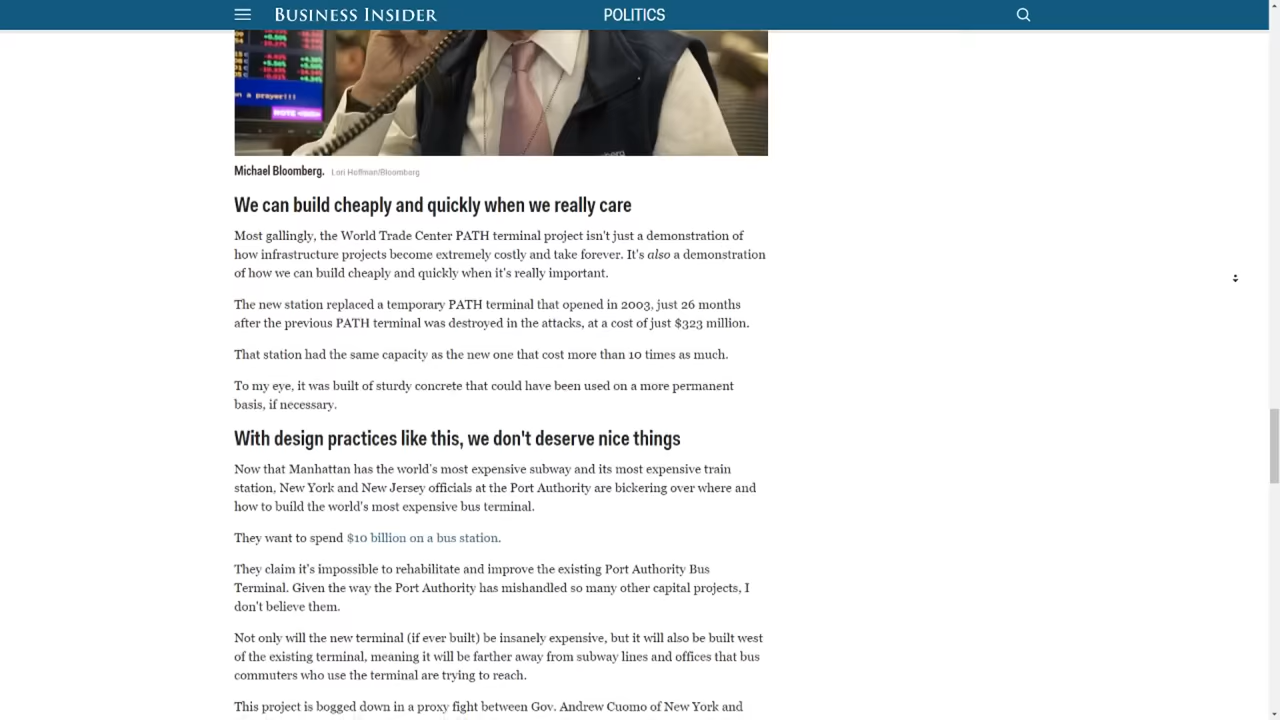 BUSINESS INSIDER
POLITICS
n a prayer!!!
Michael Bloomberg. Lori Hoffman/Bloomberg
We can build cheaply and quickly when we really care
Most gallingly, the World Trade Center PATH terminal project isn't just a demonstration of
how infrastructure projects become extremely costly and take forever. It's also a demonstration
of how we can build cheaply and quickly when it's really important.
The new station replaced a temporary PATH terminal that opened in 2003, just 26 months
after the previous PATH terminal was destroyed in the attacks, at a cost of just $323 million.
That station had the same capacity as the new one that cost more than 10 times as much.
To my eye, it was built of sturdy concrete that could have been used on a more permanent
basis, if necessary.
With design practices like this, we don't deserve nice things
Now that Manhattan has the world's most expensive subway and its most expensive train
station, New York and New Jersey officials at the Port Authority are bickering over where and
how to build the world's most expensive bus terminal.
They want to spend $10 billion on a bus station.
They claim it's impossible to rehabilitate and improve the existing Port Authority Bus
Terminal. Given the way the Port Authority has mishandled so many other capital projects, I
don't believe them.
Not only will the new terminal (if ever built) be insanely expensive, but it will also be built west
of the existing terminal, meaning it will be farther away from subway lines and offices that bus
commuters who use the terminal are trying to reach.
This project is bogged down in a proxy fight between Gov. Andrew Cuomo of New York and